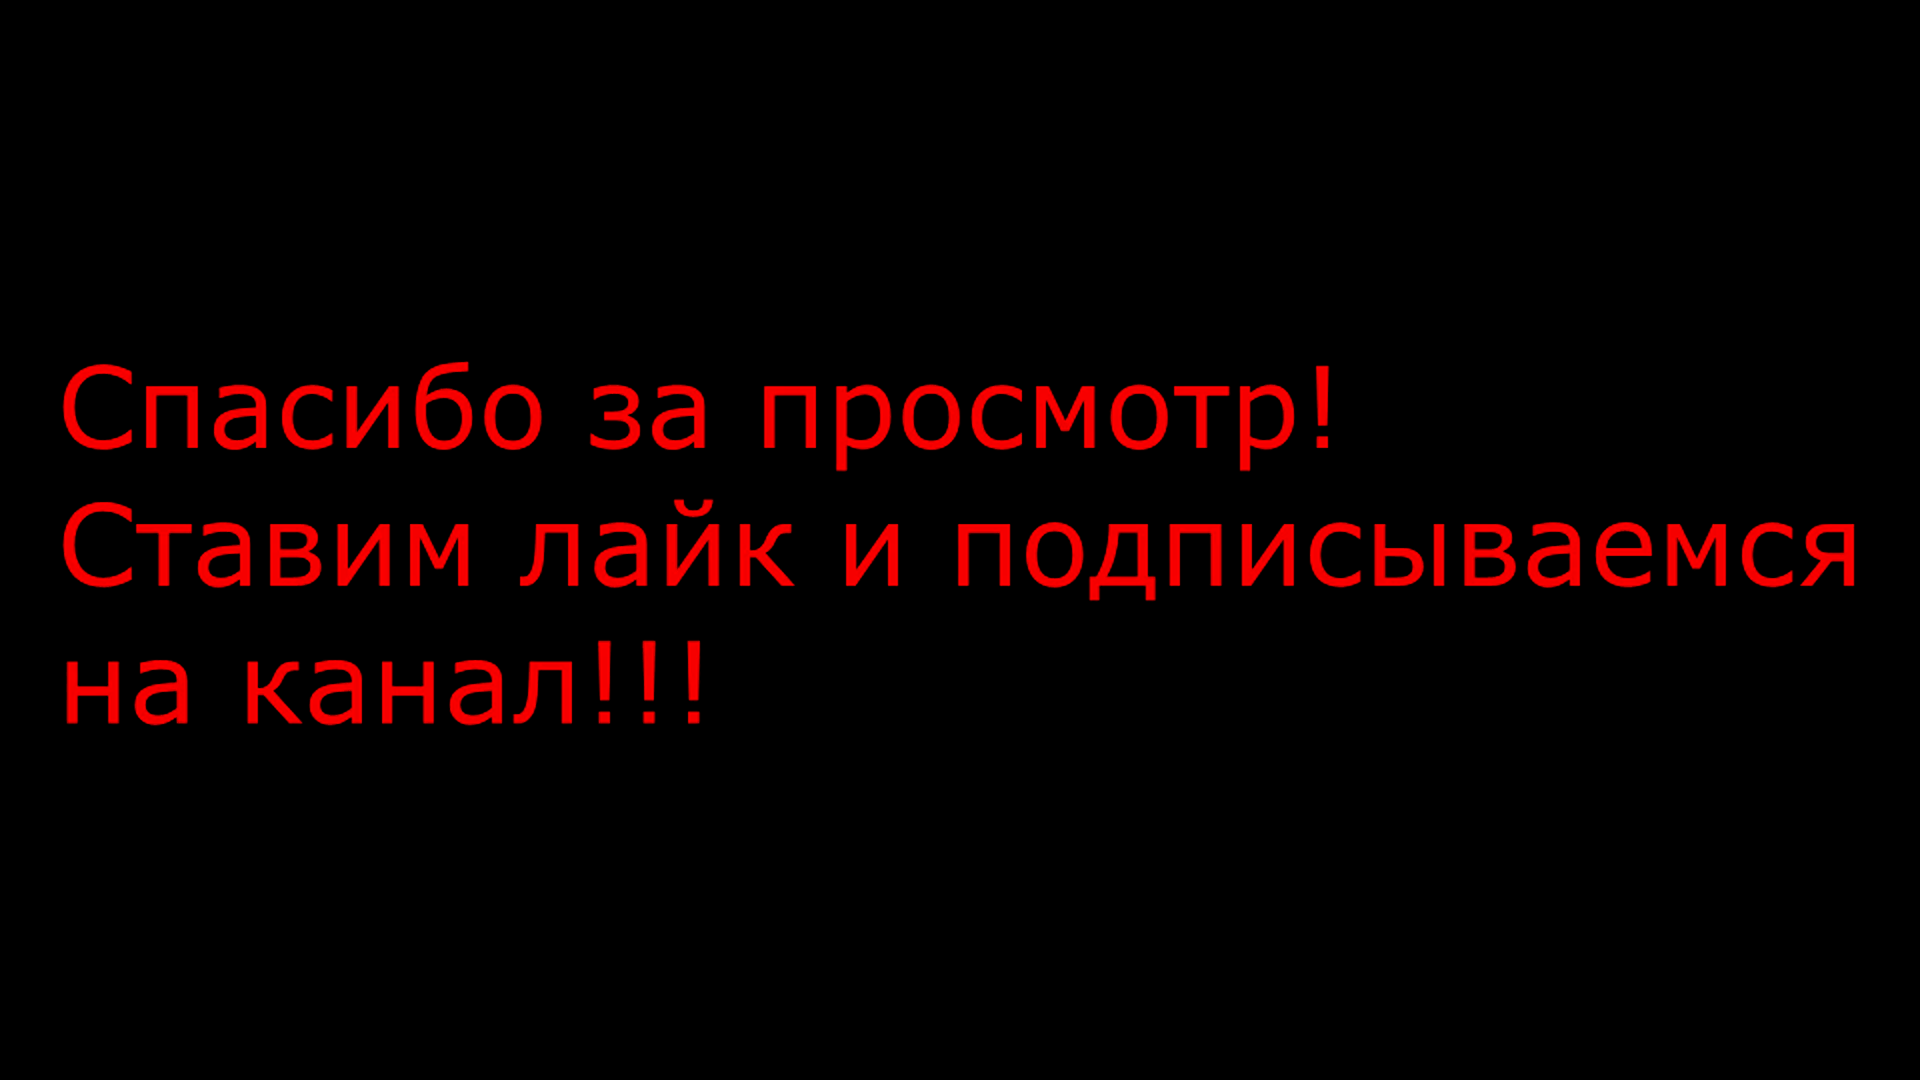 Спасибо за просмотр!
Ставим лайк и подписываемся
на канал!!!